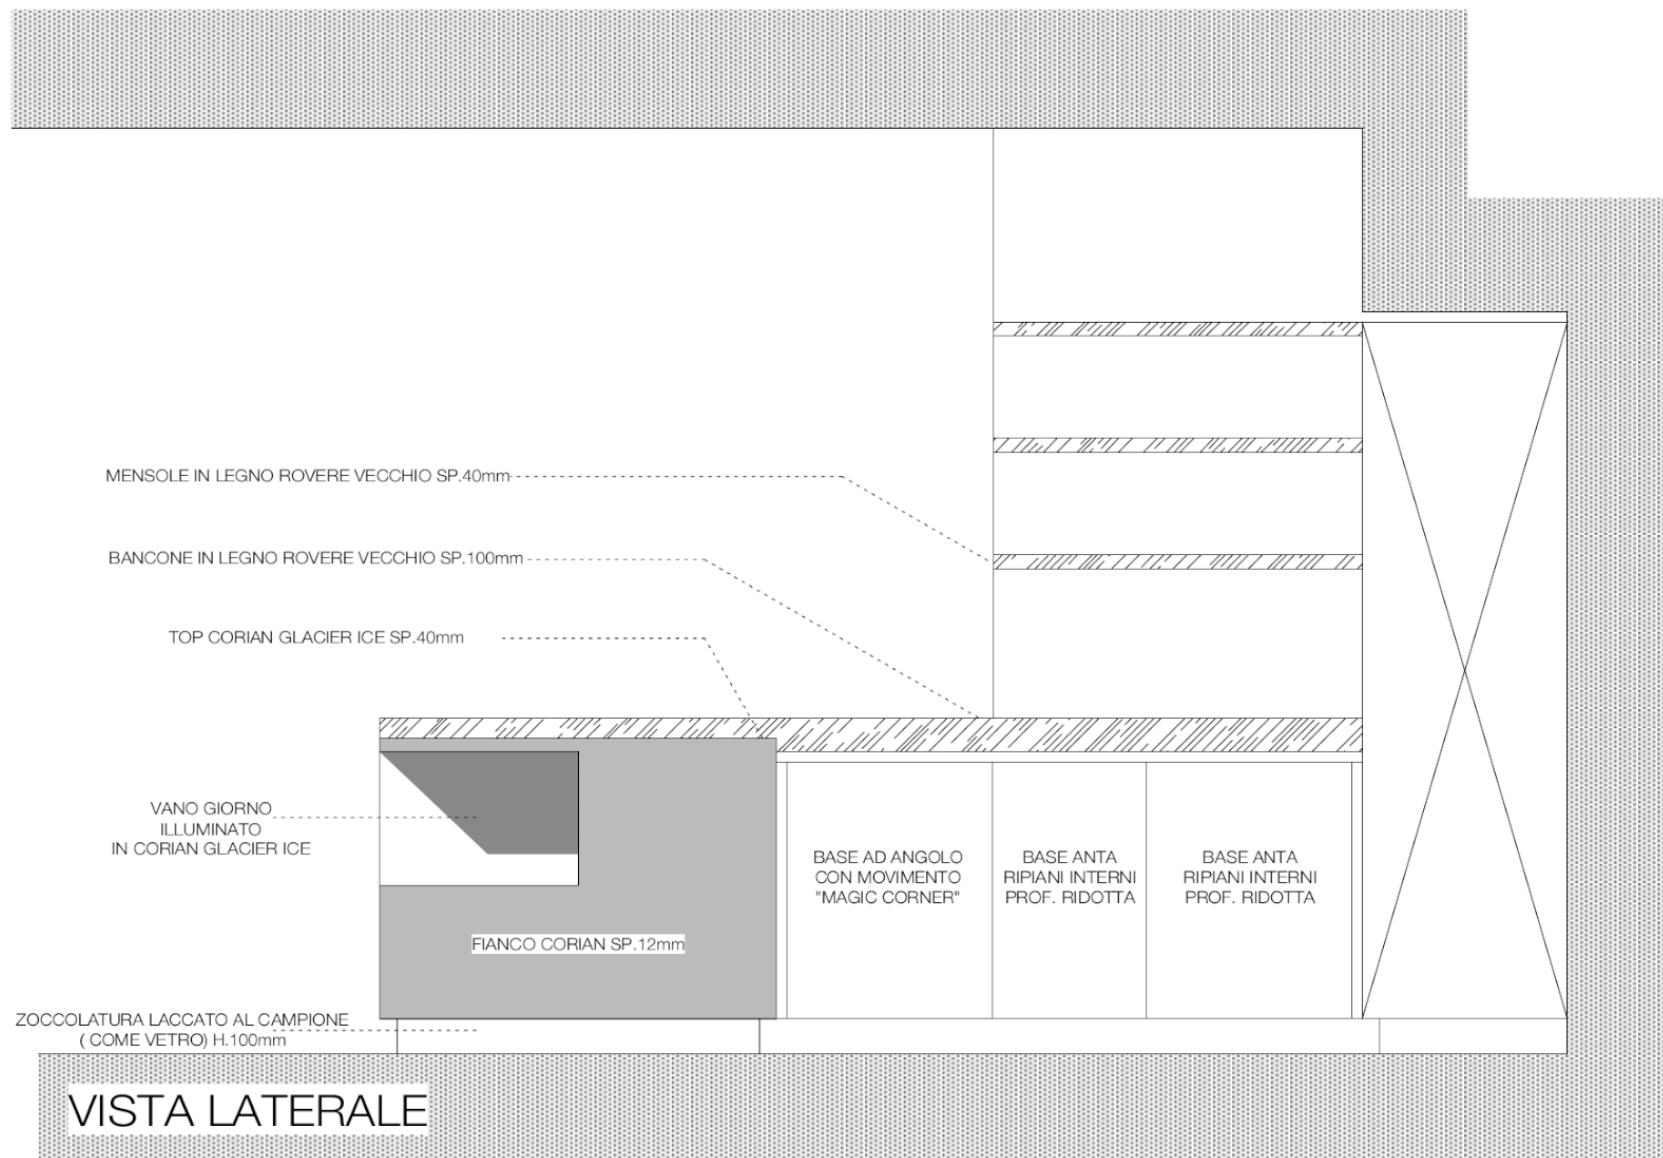 MENSOLE IN LEGNO ROVERE VECCHIO SP.40mm
BANCONE IN LEGNO ROVERE VECCHIO SP.100mm
TOP CORIAN GLACIER ICE SP.40mm
VANO GIORNO
ILLUMINATO
IN CORIAN GLACIER ICE
BASE AD ANGOLO
CON MOVIMENTO
"MAGIC CORNER"
BASE ANTA
RIPIANI INTERNI
PROF. RIDOTTA
BASE ANTA
RIPIANI INTERNI
PROF. RIDOTTA
FIANCO CORIAN SP.12mm
ZOCCOLATURA LACCATO AL CAMPIONE
( COME VETRO) H.100mm
VISTA LATERALE